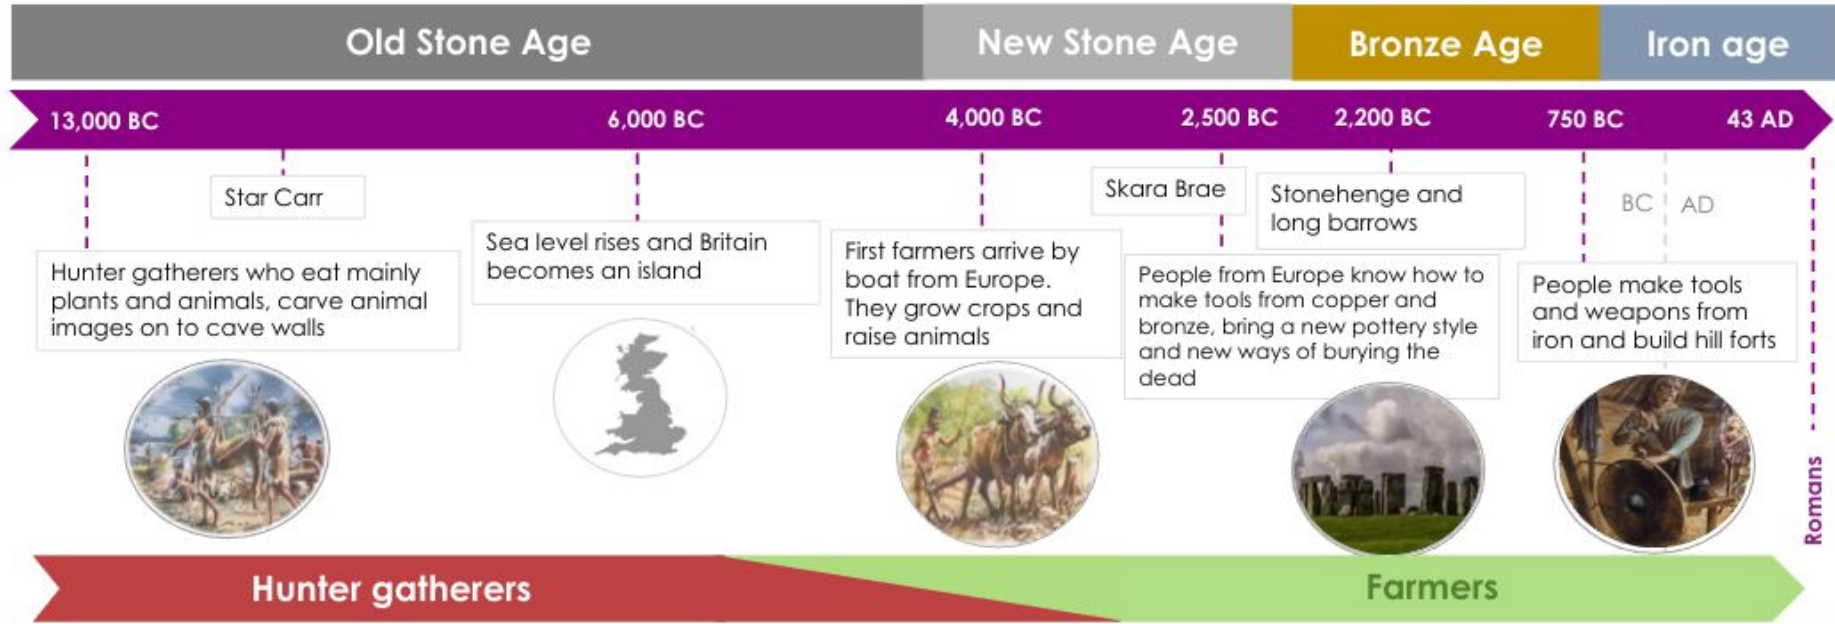 Old Stone Age
New Stone Age
Bronze Age
Iron age
13,000 BC
6,000 BC
4,000 BC
2,500 BC
2,200 BC
750 BC
43 AD
Star Carr
Skara Brae
Stonehenge and
long barrows
BC
AD
Hunter gatherers who eat mainly
plants and animals, carve animal
images on to cave walls
Sea level rises and Britain
becomes an island
First farmers arrive by
boat from Europe.
They grow crops and
raise animals
People from Europe know how to
make tools from copper and
bronze, bring a new pottery style
and new ways of burying the
dead
People make tools
and weapons from
iron and build hill forts
Romans
Hunter gatherers
Farmers